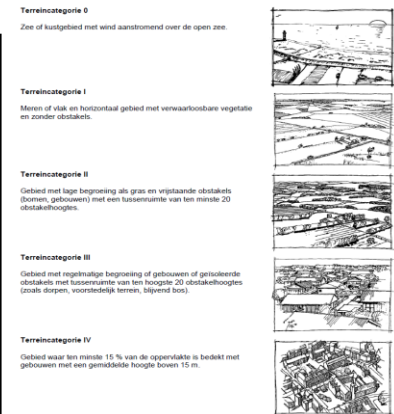 Terreincategorie 0
Zee of kustgebied met wind aanstromend over de open zee.
Terreincategorie I
Meren of vlak en horizontaal gebied met verwaarloosbare vegetatie
en zonder obstakels.
Terreincategorie II
Gebied met lage begroeiing als gras en vrijstaande obstakels
(bomen, gebouwen) met een tussenruimte van ten minste 20
obstakelhoogtes.
Terreincategorie III
Gebied met regelmatige begroeiing of gebouwen of geïsoleerde
obstakels met tussenruimte van ten hoogste 20 obstakelhoogtes
(zoals dorpen, voorstedelijk terrein, blijvend bos).
Terreincategorie IV
Gebied waar ten minste 15 % van de oppervlakte is bedekt met
gebouwen met een gemiddelde hoogte boven 15 m.